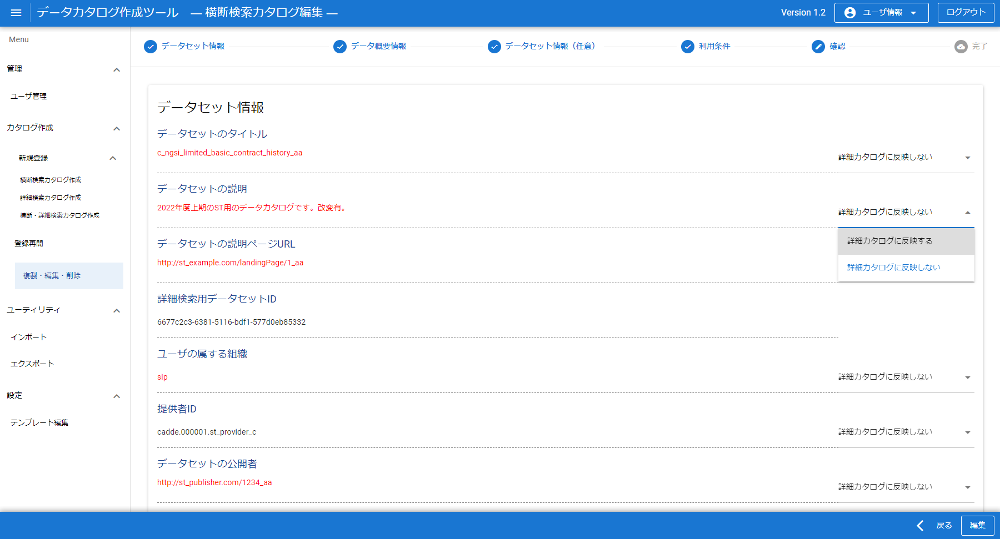 データカタログ作成ツール ― 横断検索カタログ編集 ―
Version 1.2
ユーザ情報
ログアウト
Menu
管理
ユーザ管理
カタログ作成
新規登録
横断検索カタログ作成
詳細検索カタログ作成
横断・詳細検索カタログ作成
登録再開
複製・編集・削除
ユーティリティ
インポート
エクスポート
設定
テンプレート編集
データセット情報
データ概要情報
データセット情報（任意）
利用条件
確認
完了
データセット情報
データセットのタイトル
c_ngsi_limited_basic_contract_history_aa
詳細カタログに反映しない
データセットの説明
2022年度上期のST用のデータカタログです。改変有。
詳細カタログに反映しない
詳細カタログに反映する
詳細カタログに反映しない
データセットの説明ページURL
http://st_example.com/landingPage/1_aa
詳細検索用データセットID
6677c2c3-6381-5116-bdf1-577d0eb85332
ユーザの属する組織
sip
詳細カタログに反映しない
提供者ID
cadde.000001.st_provider_c
詳細カタログに反映しない
データセットの公開者
http://st_publisher.com/1234_aa
詳細カタログに反映しない
戻る
編集